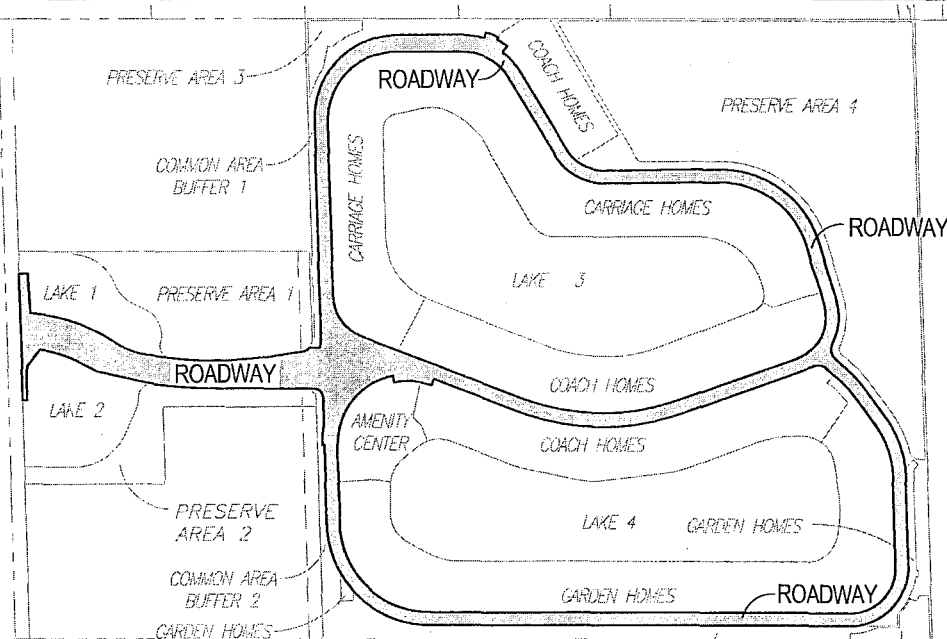 PRESERVE AREA 3
ROADWAY
COACH HOMES
PRESERVE AREA 4
COMMON AREA
BUFFER 1
CARRIAGE HOMES
CARRIAGE HOMES
ROADWAY
LAKE 1
PRESERVE AREA 1
LAKE 3
ROADWAY
COACH HOMES
LAKE 2
AMENITY
CENTER
COACH HOMES
PRESERVE
AREA 2
LAKE 4
GARDEN HOMES
COMMON AREA
BUFFER 2
GARDEN HOMES
ROADWAY
GARDEN HOMES